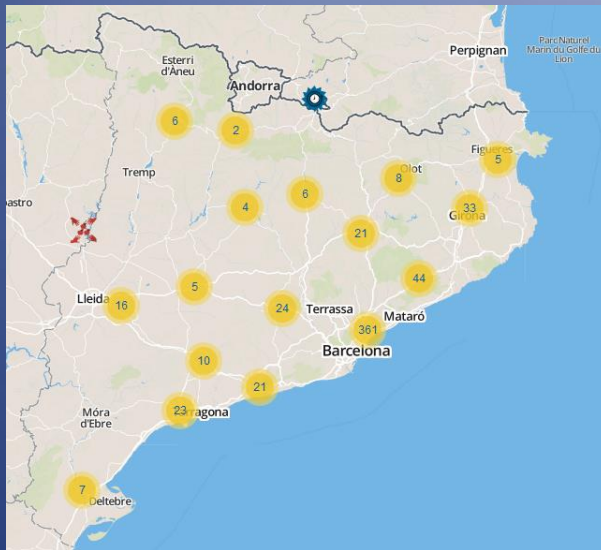 Parc Naturel
Marin du Golfe du
Lion
Perpignan
Esterri
d'Àneu
Andorra
6
2
Figueres
5
Olot
8
Tremp
6
4
33
Girona
21
44
5
Lleida
16
24
Terrassa
Mataró
361
Barcelona
10
21
23
Móra
d'Ebre
7
Deltebre